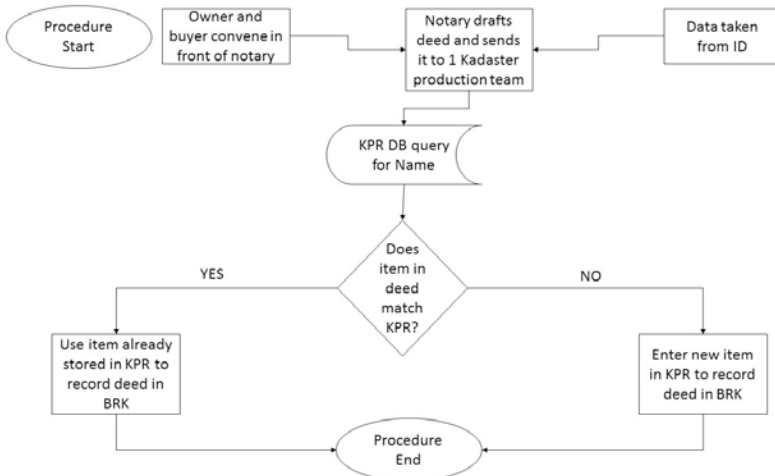 Procedure
Start
Owner and
buyer convene in
front of notary
Notary drafts
deed and sends
it to 1 Kadaster
production team
Data taken
from ID
KPR DB query
for Name
Does
item in
deed
match
KPR?
YES
NO
Use item already
stored in KPR to
record deed in
BRK
Enter new item
in KPR to record
deed in BRK
Procedure
End